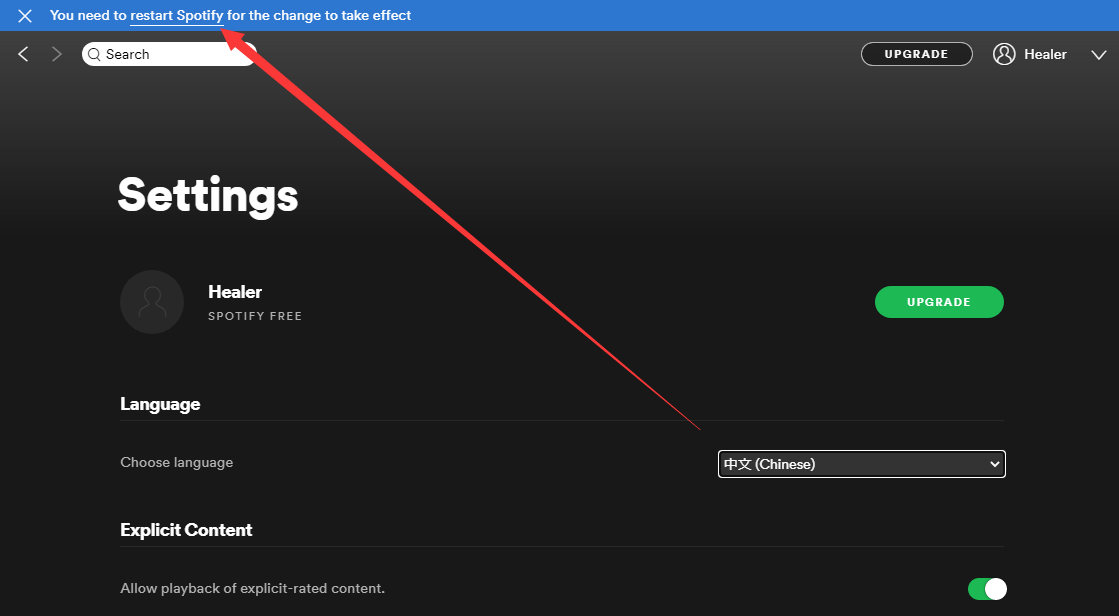 You need to restart Spotify for the change to take effect
Search
UPGRADE
Healer
Settings
Healer
SPOTIFY FREE
UPGRADE
Language
Choose language
中文 (Chinese)
Explicit Content
Allow playback of explicit-rated content.